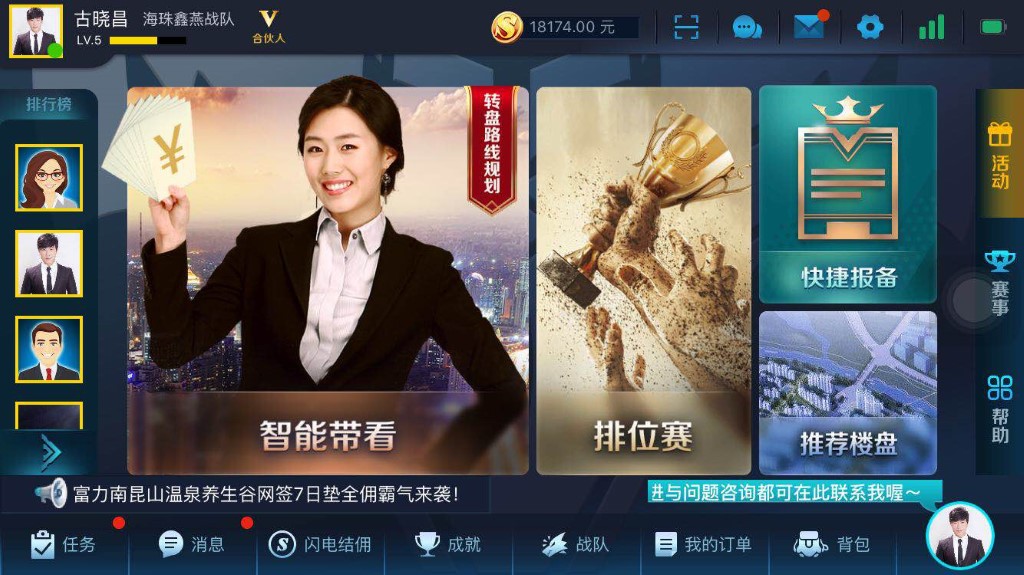 古晓昌 海珠鑫燕战队
V
合伙人
LV.5
18174.00 元
排行榜
转盘路线规划
¥
智能带看
排位赛
快捷报备
推荐楼盘
活动
赛事
帮助
富力南昆山温泉养生谷网签7日垫全佣霸气来袭!
与问题咨询都可在此联系我喔～
任务
消息
闪电结佣
成就
战队
我的订单
背包